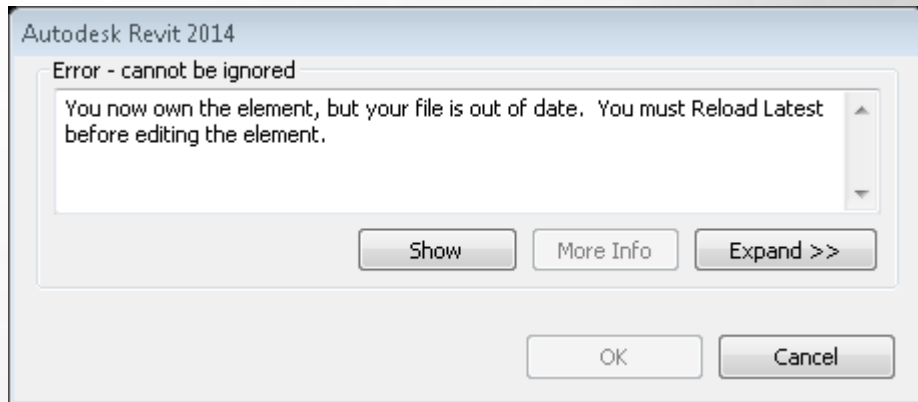 Autodesk Revit 2014
Error - cannot be ignored
You now own the element, but your file is out of date.  You must Reload Latest
before editing the element.
Show More Info Expand >>
OK Cancel